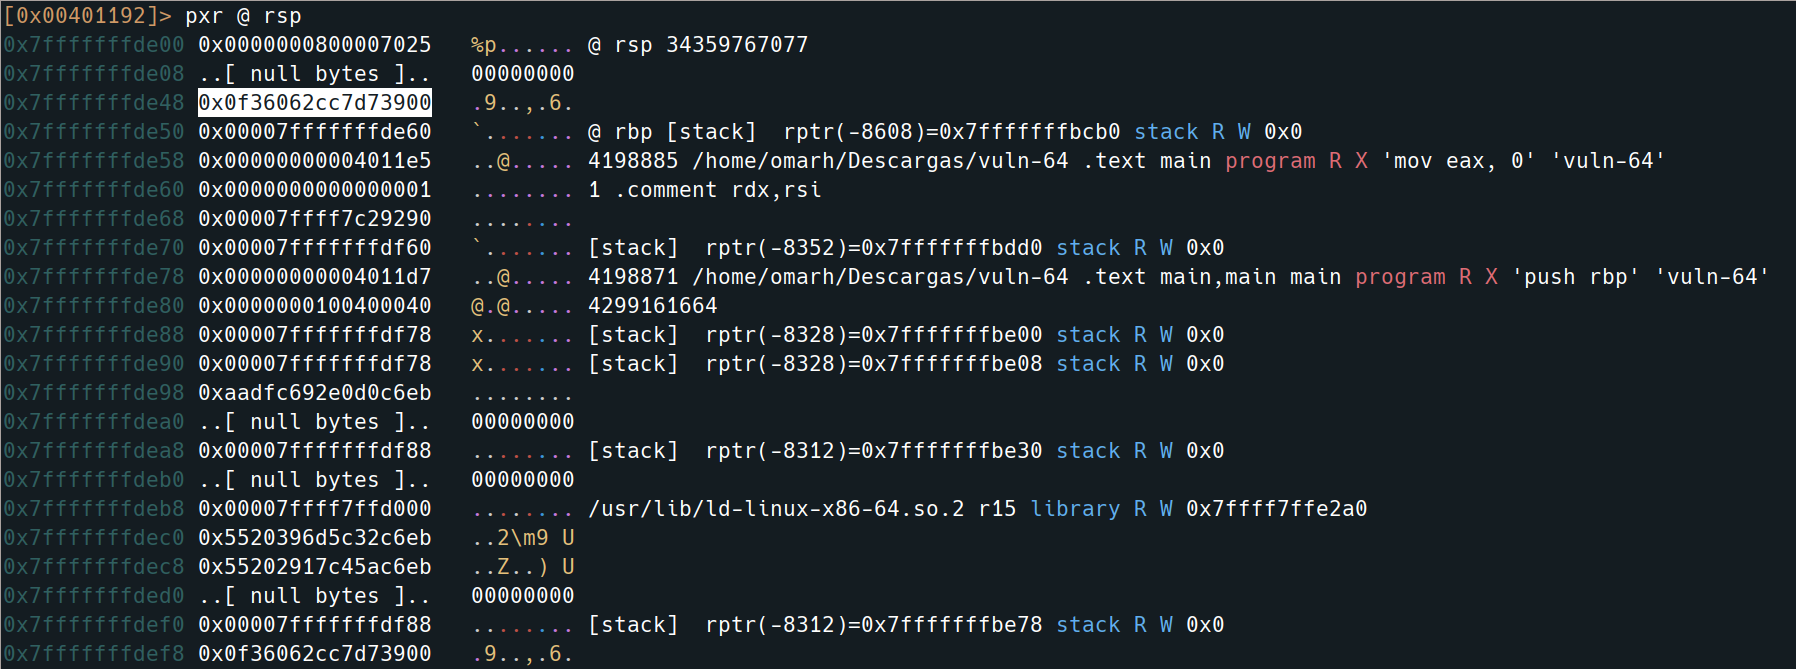 [0x00401192]> pxr @ rsp
0x7fffffffde00 0x0000000800007025 %p...... @ rsp 34359767077
0x7fffffffde08 ..[ null bytes ].. 00000000
0x7fffffffde48 0x0f36062cc7d73900 .9..,.6.
0x7fffffffde50 0x00007fffffffde60 `....... @ rbp [stack] rptr(-8608)=0x7fffffffbcb0 stack R W 0x0
0x7fffffffde58 0x00000000004011e5 ..@..... 4198885 /home/omarh/Descargas/vuln-64 .text main program R X 'mov eax, 0' 'vuln-64'
0x7fffffffde60 0x0000000000000001 ........ 1 .comment rdx,rsi
0x7fffffffde68 0x00007ffff7c29290 ........
0x7fffffffde70 0x00007fffffffdf60 `....... [stack] rptr(-8352)=0x7fffffffbdd0 stack R W 0x0
0x7fffffffde78 0x00000000004011d7 ..@..... 4198871 /home/omarh/Descargas/vuln-64 .text main,main main program R X 'push rbp' 'vuln-64'
0x7fffffffde80 0x0000000100400040 @.@..... 4299161664
0x7fffffffde88 0x00007fffffffdf78 x....... [stack] rptr(-8328)=0x7fffffffbe00 stack R W 0x0
0x7fffffffde90 0x00007fffffffdf78 x....... [stack] rptr(-8328)=0x7fffffffbe08 stack R W 0x0
0x7fffffffde98 0xaadfc692e0d0c6eb ........
0x7fffffffdea0 ..[ null bytes ].. 00000000
0x7fffffffdea8 0x00007fffffffdf88 ........ [stack] rptr(-8312)=0x7fffffffbe30 stack R W 0x0
0x7fffffffdeb0 ..[ null bytes ].. 00000000
0x7fffffffdeb8 0x00007ffff7ffd000 ........ /usr/lib/ld-linux-x86-64.so.2 r15 library R W 0x7ffff7ffe2a0
0x7fffffffdec0 0x5520396d5c32c6eb ..2\m9 U
0x7fffffffdec8 0x55202917c45ac6eb ..Z..) U
0x7fffffffded0 ..[ null bytes ].. 00000000
0x7fffffffdef0 0x00007fffffffdf88 ........ [stack] rptr(-8312)=0x7fffffffbe78 stack R W 0x0
0x7fffffffdef8 0x0f36062cc7d73900 .9..,.6.